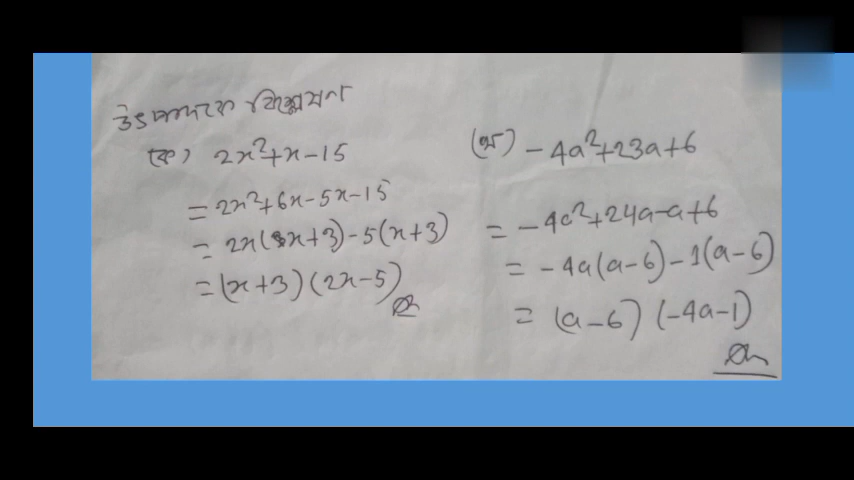 উৎপাদকে বিশ্লেষণ
(ক) 2x²+x-15
= 2x²+6x-5x-15
= 2x(x+3)-5(x+3)
= (x+3)(2x-5)
(খ) -4a²+23a+6
= -4a²+24a-a+6
= -4a(a-6)-1(a-6)
= (a-6) (-4a-1)